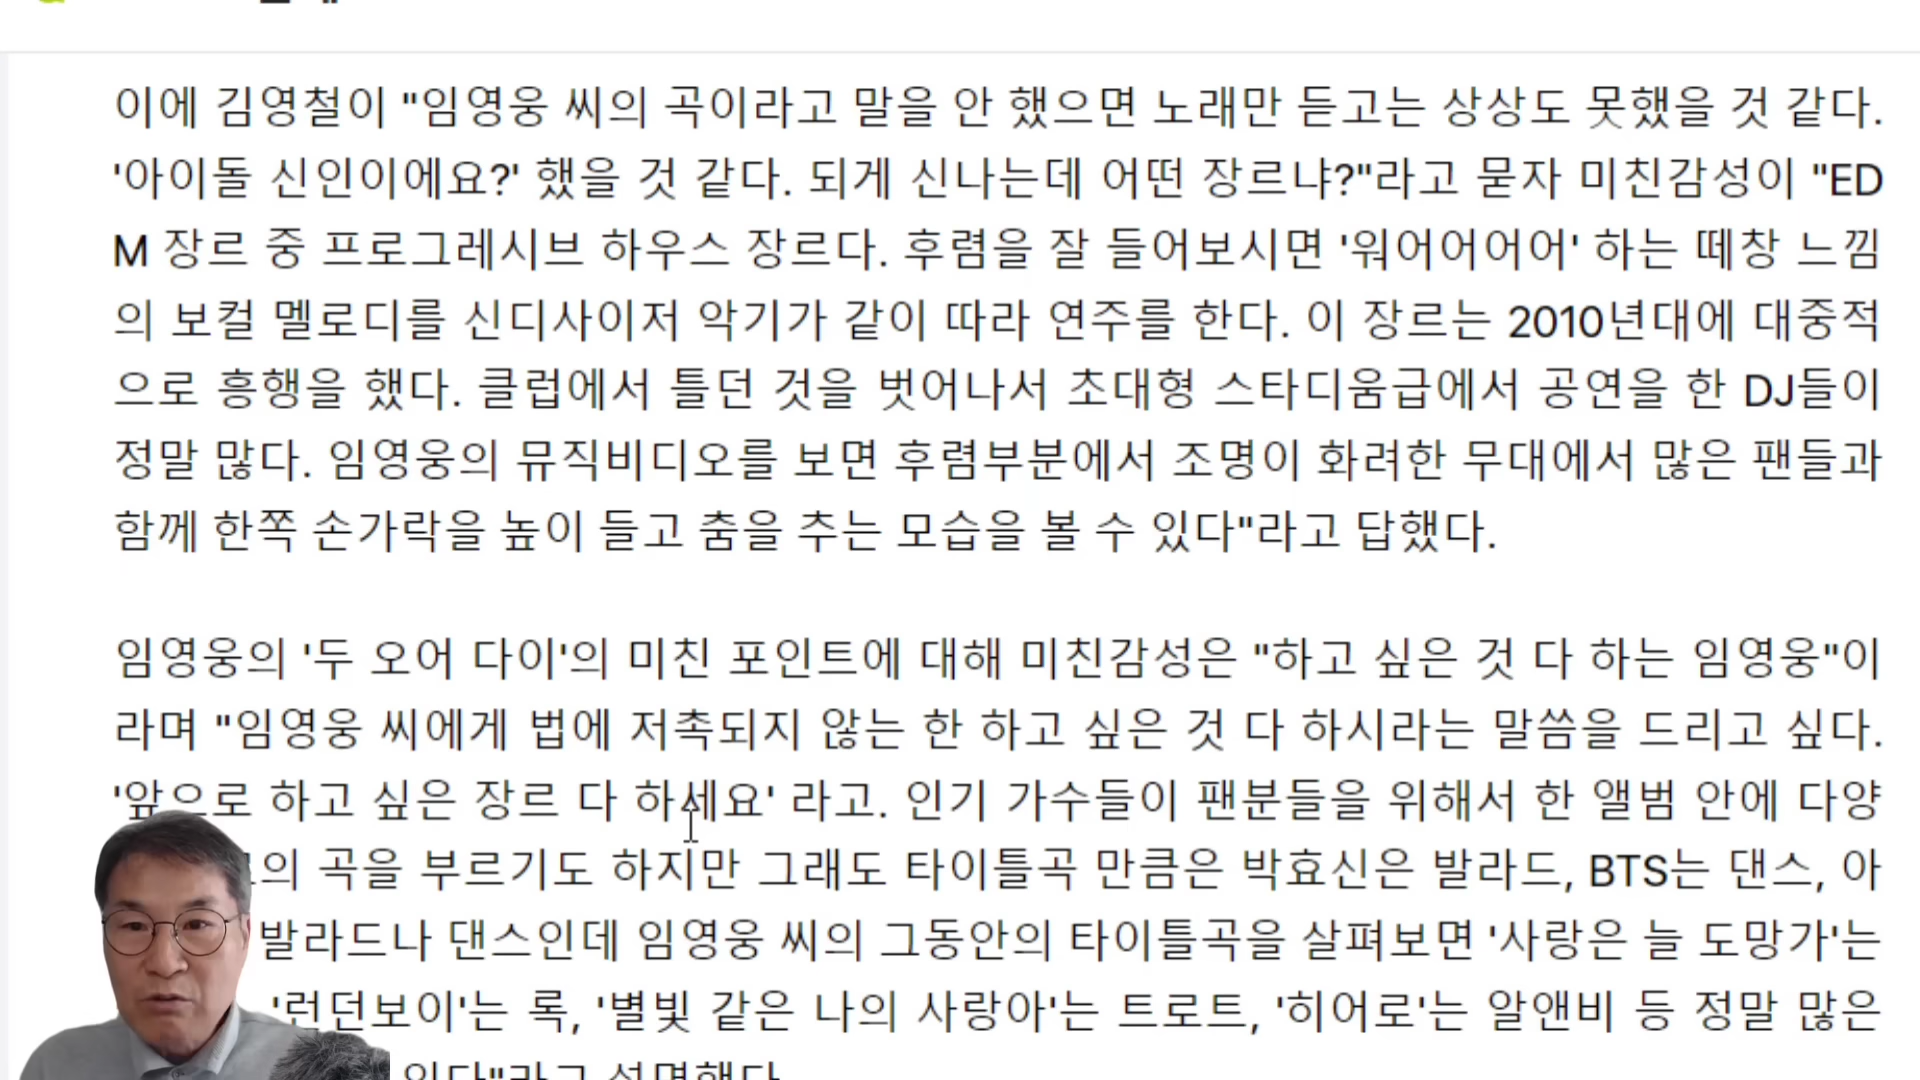 이에 김영철이 "임영웅 씨의 곡이라고 말을 안 했으면 노래만 듣고는 상상도 못했을 것 같다.
'아이돌 신인이에요?' 했을 것 같다. 되게 신나는데 어떤 장르냐?"라고 묻자 미친감성이 "ED
M 장르 중 프로그레시브 하우스 장르다. 후렴을 잘 들어보시면 '워어어어어' 하는 떼창 느낌
의 보컬 멜로디를 신디사이저 악기가 같이 따라 연주를 한다. 이 장르는 2010년대에 대중적
으로 흥행을 했다. 클럽에서 틀던 것을 벗어나서 초대형 스타디움급에서 공연을 한 DJ들이
정말 많다. 임영웅의 뮤직비디오를 보면 후렴부분에서 조명이 화려한 무대에서 많은 팬들과
함께 한쪽 손가락을 높이 들고 춤을 추는 모습을 볼 수 있다"라고 답했다.
임영웅의 '두 오어 다이'의 미친 포인트에 대해 미친감성은 "하고 싶은 것 다 하는 임영웅"이
라며 "임영웅 씨에게 법에 저촉되지 않는 한 하고 싶은 것 다 하시라는 말씀을 드리고 싶다.
'앞으로 하고 싶은 장르 다 하세요' 라고. 인기 가수들이 팬분들을 위해서 한 앨범 안에 다양
의 곡을 부르기도 하지만 그래도 타이틀곡 만큼은 박효신은 발라드, BTS는 댄스, 아
발라드나 댄스인데 임영웅 씨의 그동안의 타이틀곡을 살펴보면 '사랑은 늘 도망가'는
'런던보이'는 록, '별빛 같은 나의 사랑아'는 트로트, '히어로'는 알앤비 등 정말 많은
있다"라고 설명했다.